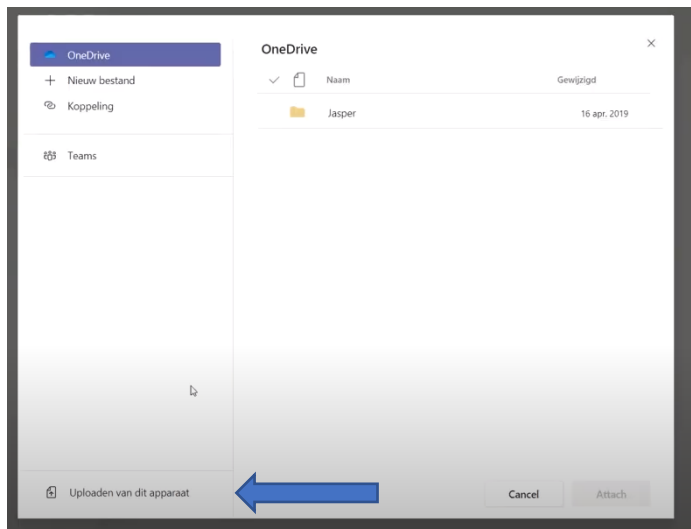 OneDrive
Nieuw bestand
Koppeling
Teams
Uploaden van dit apparaat
OneDrive
Naam Gewijzigd
Jasper 16 apr. 2019
Cancel Attach